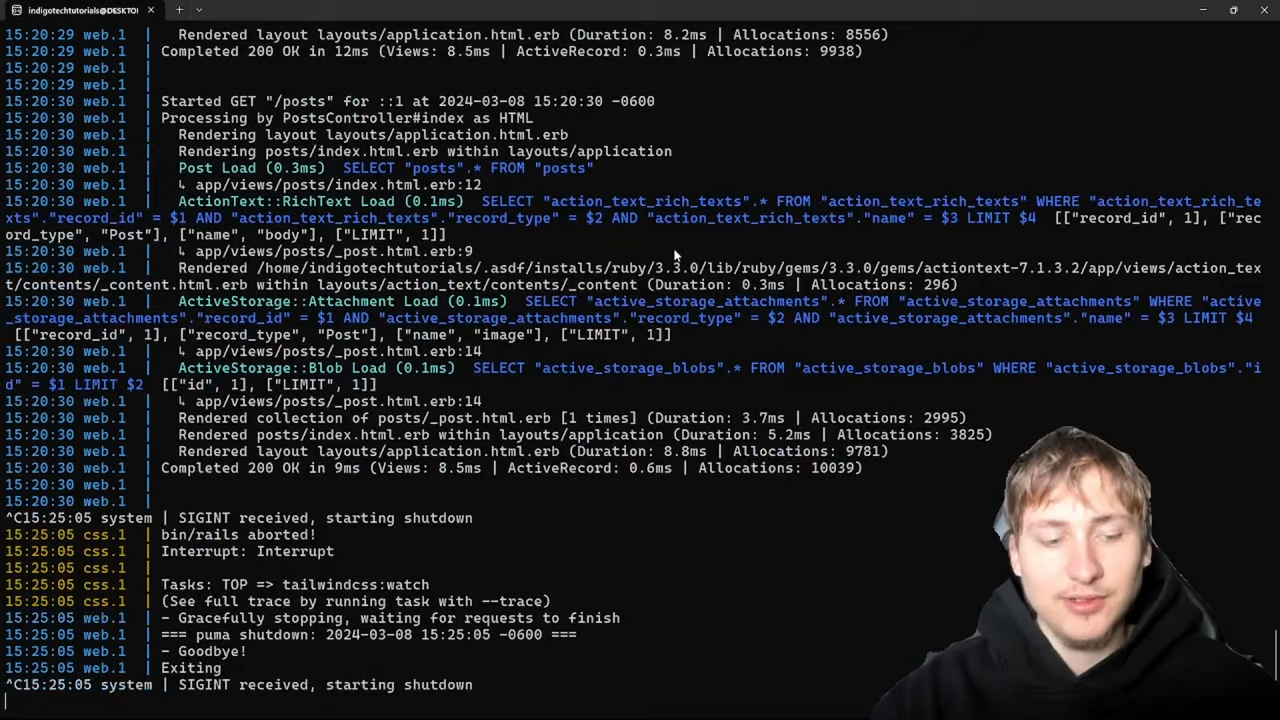 indigotechtutorials@DESKTO!
15:20:29 web.1 | Rendered layout layouts/application.html.erb (Duration: 8.2ms | Allocations: 8556)
15:20:29 web.1 | Completed 200 OK in 12ms (Views: 8.5ms | ActiveRecord: 0.3ms | Allocations: 9938)
15:20:29 web.1 |
15:20:29 web.1 |
15:20:30 web.1 | Started GET "/posts" for ::1 at 2024-03-08 15:20:30 -0600
15:20:30 web.1 | Processing by PostsController#index as HTML
15:20:30 web.1 | Rendering layout layouts/application.html.erb
15:20:30 web.1 | Rendering posts/index.html.erb within layouts/application
15:20:30 web.1 | Post Load (0.3ms) SELECT "posts".* FROM "posts"
15:20:30 web.1 | ↳ app/views/posts/index.html.erb:12
15:20:30 web.1 | ActionText::RichText Load (0.1ms) SELECT "action_text_rich_texts".* FROM "action_text_rich_texts" WHERE "action_text_rich_te
xts"."record_id" = $1 AND "action_text_rich_texts"."record_type" = $2 AND "action_text_rich_texts"."name" = $3 LIMIT $4 [["record_id", 1], ["rec
ord_type", "Post"], ["name", "body"], ["LIMIT", 1]]
15:20:30 web.1 | ↳ app/views/posts/_post.html.erb:9
15:20:30 web.1 | Rendered /home/indigotechtutorials/.asdf/installs/ruby/3.3.0/lib/ruby/gems/3.3.0/gems/actiontext-7.1.3.2/app/views/action_tex
t/contents/_content.html.erb within layouts/action_text/contents/_content (Duration: 0.3ms | Allocations: 296)
15:20:30 web.1 | ActiveStorage::Attachment Load (0.1ms) SELECT "active_storage_attachments".* FROM "active_storage_attachments" WHERE "active
_storage_attachments"."record_id" = $1 AND "active_storage_attachments"."record_type" = $2 AND "active_storage_attachments"."name" = $3 LIMIT $4
[["record_id", 1], ["record_type", "Post"], ["name", "image"], ["LIMIT", 1]]
15:20:30 web.1 | ↳ app/views/posts/_post.html.erb:14
15:20:30 web.1 | ActiveStorage::Blob Load (0.1ms) SELECT "active_storage_blobs".* FROM "active_storage_blobs" WHERE "active_storage_blobs"."i
d" = $1 LIMIT $2 [["id", 1], ["LIMIT", 1]]
15:20:30 web.1 | ↳ app/views/posts/_post.html.erb:14
15:20:30 web.1 | Rendered collection of posts/_post.html.erb [1 times] (Duration: 3.7ms | Allocations: 2995)
15:20:30 web.1 | Rendered posts/index.html.erb within layouts/application (Duration: 5.2ms | Allocations: 3825)
15:20:30 web.1 | Rendered layout layouts/application.html.erb (Duration: 8.8ms | Allocations: 9781)
15:20:30 web.1 | Completed 200 OK in 9ms (Views: 8.5ms | ActiveRecord: 0.6ms | Allocations: 10039)
15:20:30 web.1 |
15:20:30 web.1 |
^C15:25:05 system | SIGINT received, starting shutdown
15:25:05 css.1 | bin/rails aborted!
15:25:05 css.1 | Interrupt: Interrupt
15:25:05 css.1 |
15:25:05 css.1 | Tasks: TOP => tailwindcss:watch
15:25:05 css.1 | (See full trace by running task with --trace)
15:25:05 web.1 | - Gracefully stopping, waiting for requests to finish
15:25:05 web.1 | === puma shutdown: 2024-03-08 15:25:05 -0600 ===
15:25:05 web.1 | - Goodbye!
15:25:05 web.1 | Exiting
^C15:25:05 system | SIGINT received, starting shutdown